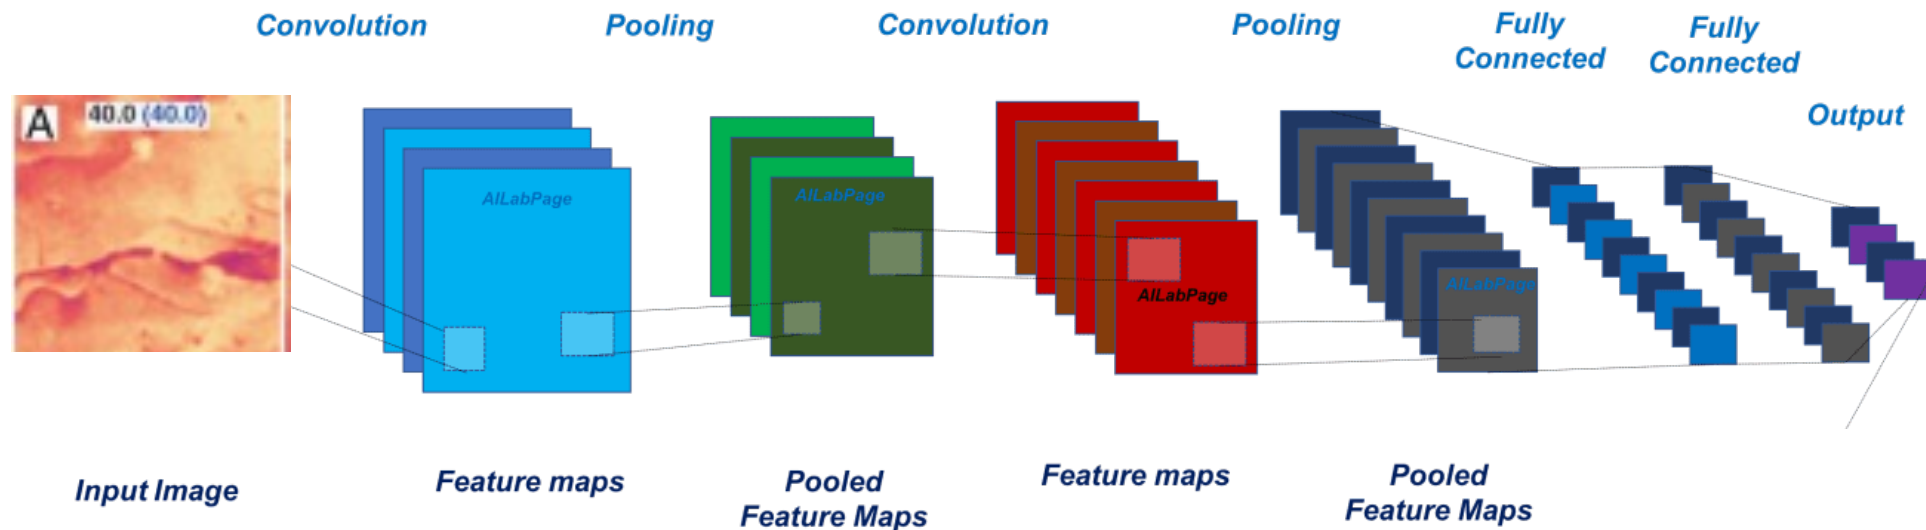 Convolution
Pooling
Convolution
Pooling
Fully
Connected
Fully
Connected
Output
A
40.0 (40.0)
AILabPage
AILabPage
AILabPage
AILabPage
Input Image
Feature maps
Pooled
Feature Maps
Feature maps
Pooled
Feature Maps